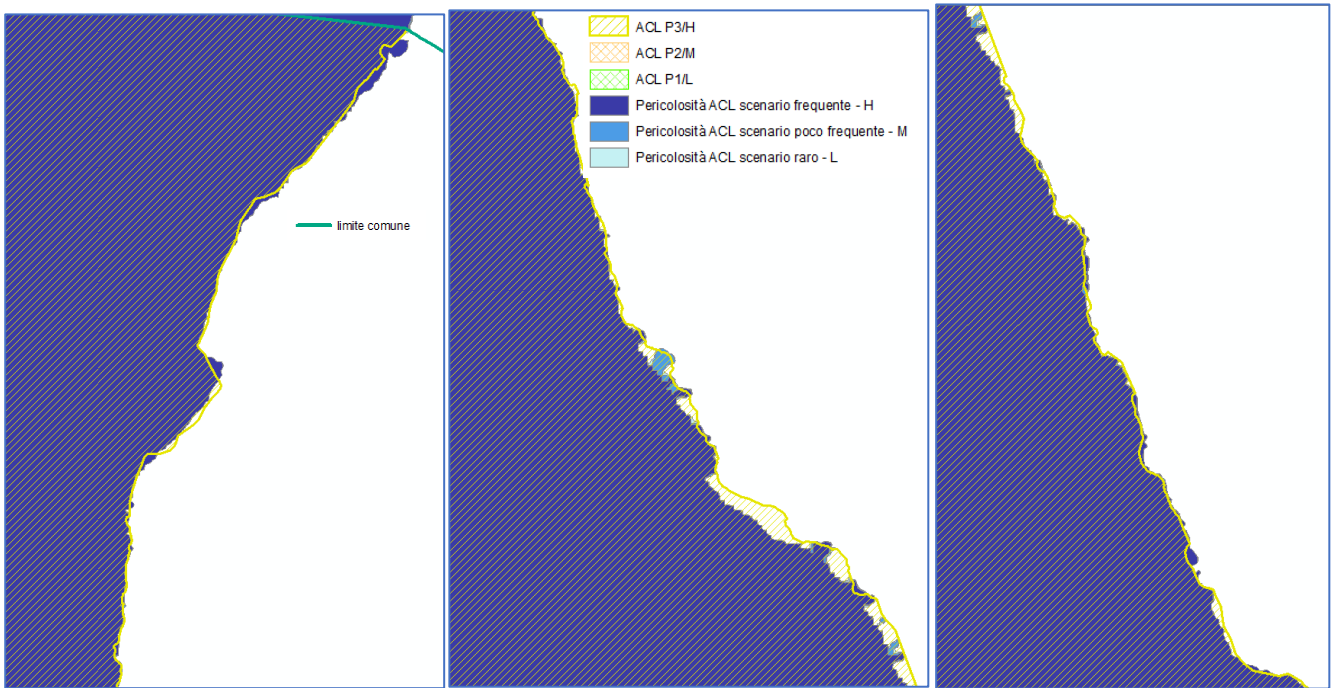 ACL P3/H
ACL P2/M
ACL P1/L
Pericolosità ACL scenario frequente - H
Pericolosità ACL scenario poco frequente - M
Pericolosità ACL scenario raro - L
limite comune